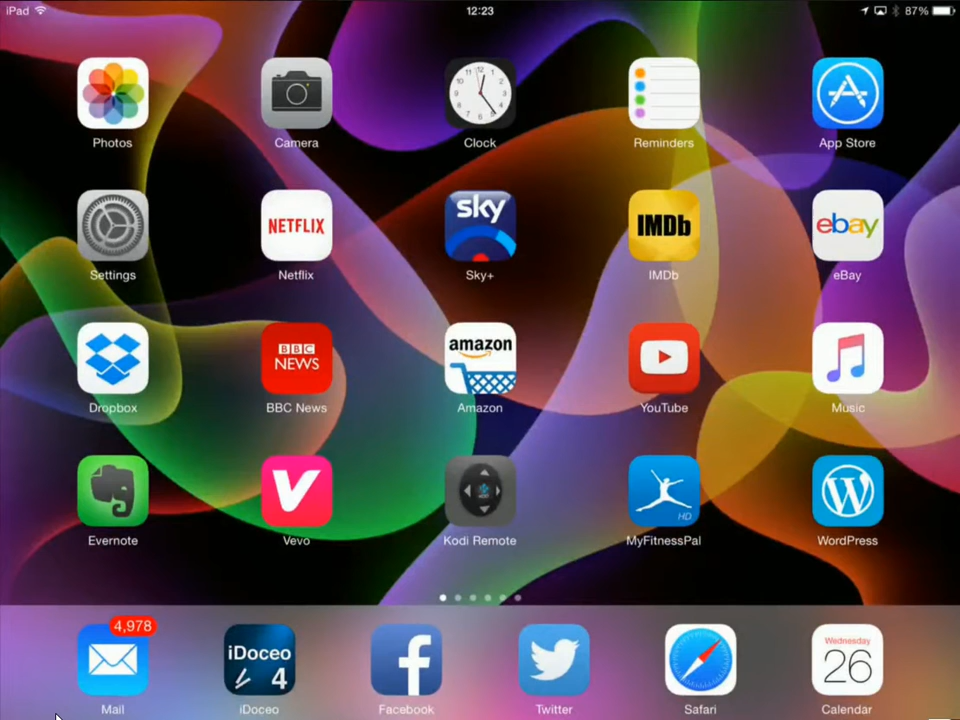 iPad 12:23 87%
Photos Camera Clock Reminders App Store
NETFLIX sky IMDb ebay
Settings Netflix Sky+ IMDb eBay
BBC NEWS amazon
Dropbox BBC News Amazon YouTube Music
HD
Evernote Vevo Kodi Remote MyFitnessPal WordPress
4,978
iDoceo 4 Wednesday 26
Mail iDoceo Facebook Twitter Safari Calendar